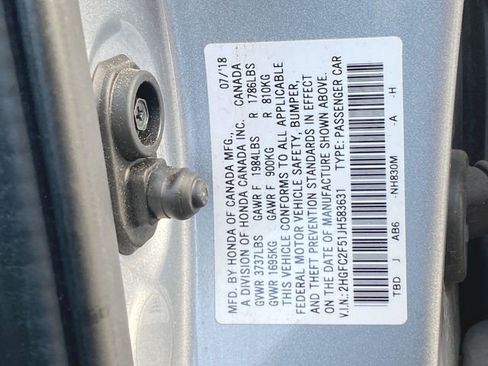 MFD. BY HONDA OF CANADA MFG., 07/18
A DIVISION OF HONDA CANADA INC. CANADA
GVWR 3737LBS GAWR F 1984LBS R 1786LBS
GVWR 1695KG GAWR F 900KG R 810KG
THIS VEHICLE CONFORMS TO ALL APPLICABLE
FEDERAL MOTOR VEHICLE SAFETY, BUMPER,
AND THEFT PREVENTION STANDARDS IN EFFECT
ON THE DATE OF MANUFACTURE SHOWN ABOVE.
V.I.N.: 2HGFC2F51JH583631 TYPE: PASSENGER CAR
TBD J AB6 -NH830M -A -H